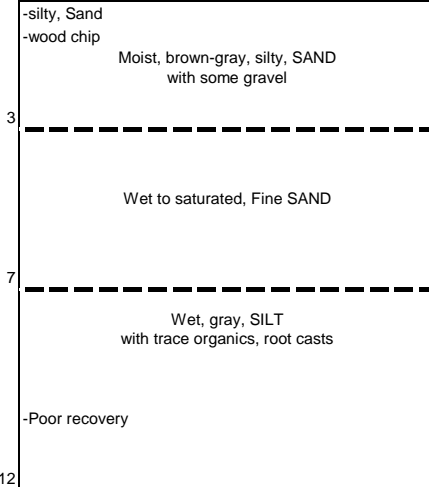 -silty, Sand
-wood chip
Moist, brown-gray, silty, SAND
with some gravel
3
Wet to saturated, Fine SAND
7
Wet, gray, SILT
with trace organics, root casts
-Poor recovery
12